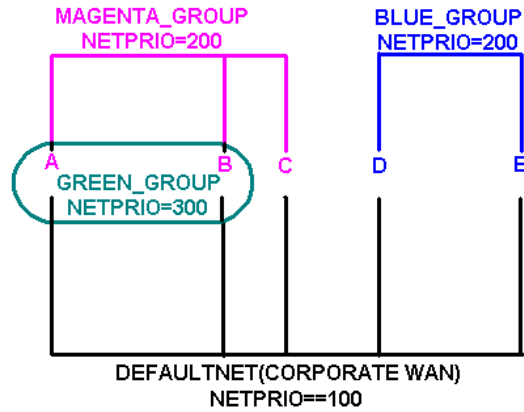 MAGENTA_GROUP
NETPRIO=200
BLUE_GROUP
NETPRIO=200
A
B
C
D
E
GREEN_GROUP
NETPRIO=300
DEFAULTNET(CORPORATE WAN)
NETPRIO==100